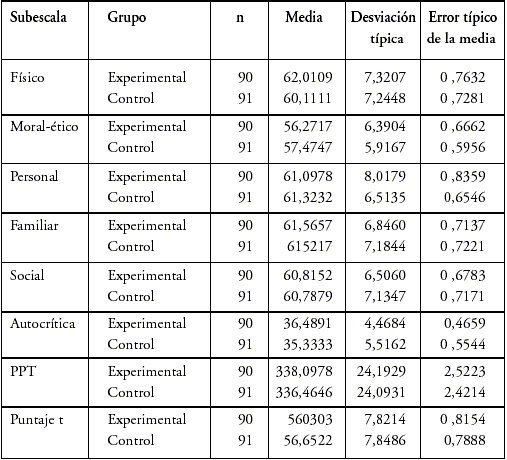 Subescala Grupo n Media Desviación típica Error típico de la media
Físico Experimental 90 62,0109 7,3207 0 ,7632
Control 91 60,1111 7,2448 0 ,7281
Moral-ético Experimental 90 56,2717 6,3904 0 ,6662
Control 91 57,4747 5,9167 0 ,5956
Personal Experimental 90 61,0978 8,0179 0 ,8359
Control 91 61,3232 6,5135 0,6546
Familiar Experimental 90 61,5657 6,8460 0 ,7137
Control 91 615217 7,1844 0 ,7221
Social Experimental 90 60,8152 6,5060 0 ,6783
Control 91 60,7879 7,1347 0 ,7171
Autocrítica Experimental 90 36,4891 4,4684 0,4659
Control 91 35,3333 5,5162 0 ,5544
PPT Experimental 90 338,0978 24,1929 2,5223
Control 91 336,4646 24,0931 2,4214
Puntaje t Experimental 90 560303 7,8214 0 ,8154
Control 91 56,6522 7,8486 0,7888